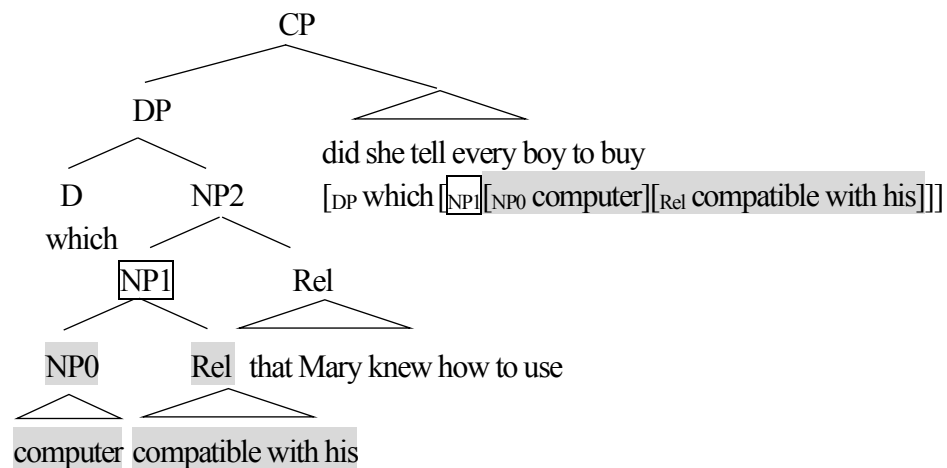 CP
DP
did she tell every boy to buy
D NP2 [DP which [NP1[NP0 computer][Rel compatible with his]]]
which
NP1 Rel
NP0 Rel that Mary knew how to use
computer compatible with his